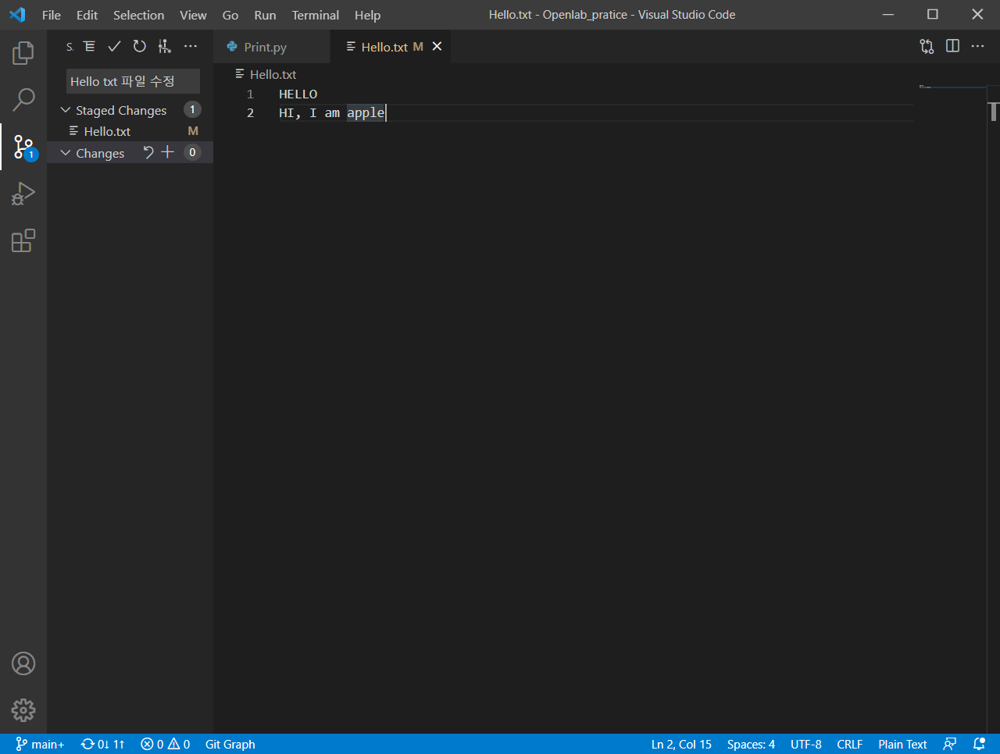 File Edit Selection View Go Run Terminal Help Hello.txt - Openlab_pratice - Visual Studio Code
S.
Print.py
Hello.txt M
Hello txt 파일 수정
Staged Changes 1
Hello.txt M
Changes 0
1
Hello.txt
1 HELLO
2 HI, I am apple
main+ 0↓ 1↑ 0 0 Git Graph Ln 2, Col 15 Spaces: 4 UTF-8 CRLF Plain Text